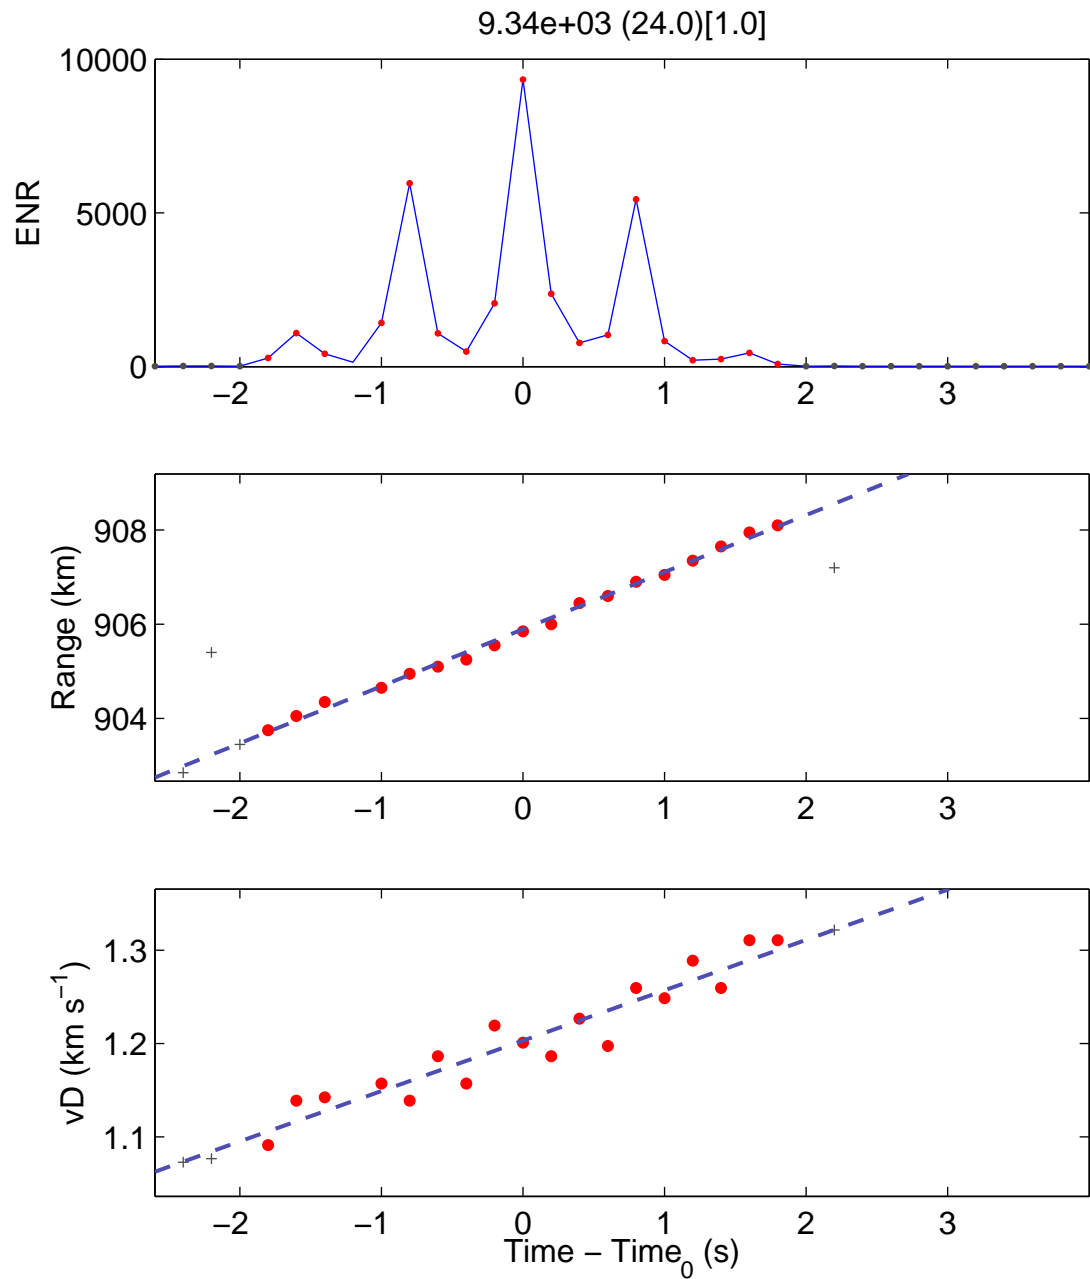 9.34e+03 (24.0)[1.0]
10000
5000
0
ENR
−2 −1 0 1 2 3
908
906
904
Range (km)
−2 −1 0 1 2 3
1.3
1.2
1.1
vD (km s⁻¹)
−2 −1 0 1 2 3
Time − Time₀ (s)